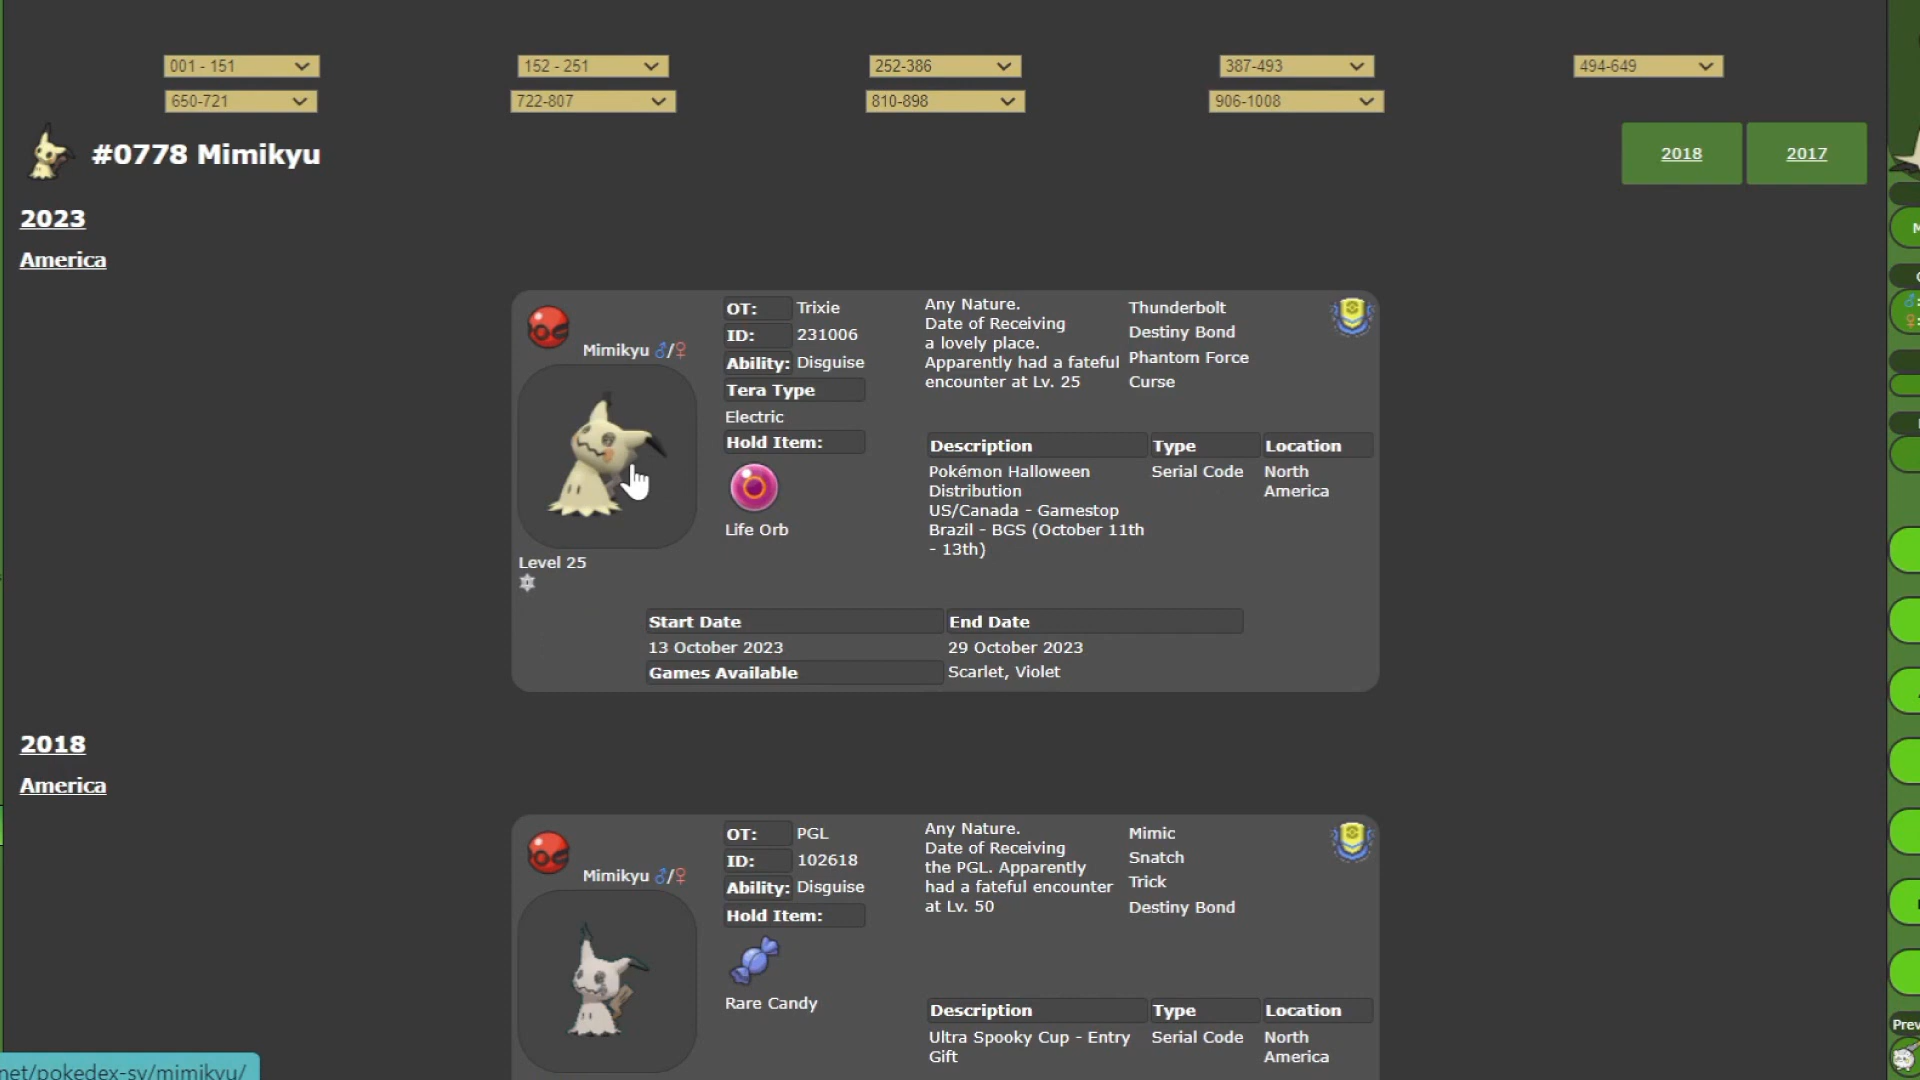 001 - 151
152 - 251
252-386
387-493
494-649
650-721
722-807
810-898
906-1008
#0778 Mimikyu
2018
2017
2023
America
Mimikyu ♂/♀
Level 25
OT: Trixie
ID: 231006
Ability: Disguise
Tera Type
Electric
Hold Item:
Life Orb
Any Nature.
Date of Receiving
a lovely place.
Apparently had a fateful
encounter at Lv. 25
Thunderbolt
Destiny Bond
Phantom Force
Curse
Description Type Location
Pokémon Halloween Serial Code North
Distribution America
US/Canada - Gamestop
Brazil - BGS (October 11th
- 13th)
Start Date End Date
13 October 2023 29 October 2023
Games Available Scarlet, Violet
2018
America
Mimikyu ♂/♀
OT: PGL
ID: 102618
Ability: Disguise
Hold Item:
Rare Candy
Any Nature.
Date of Receiving
the PGL. Apparently
had a fateful encounter
at Lv. 50
Mimic
Snatch
Trick
Destiny Bond
Description Type Location
Ultra Spooky Cup - Entry Serial Code North
Gift America
net/pokedex-sv/mimikyu/
Prev